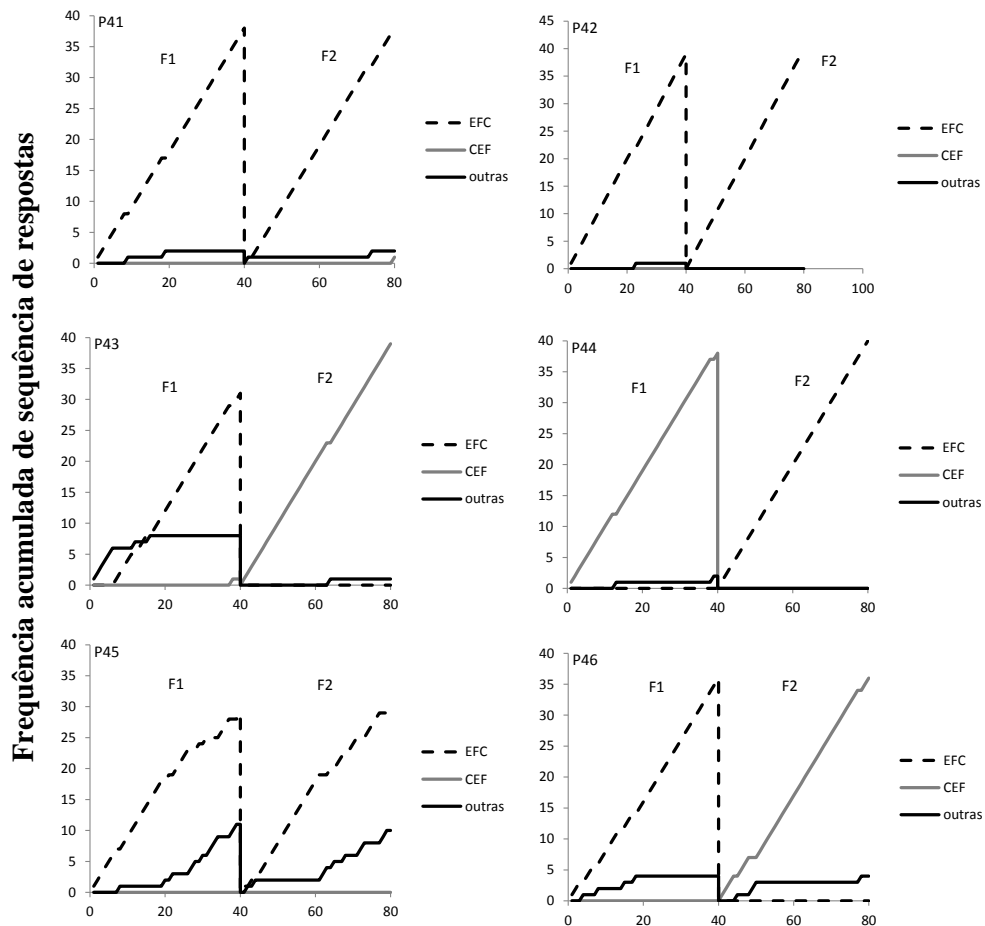 Frequência acumulada de sequência de respostas
P41
F1
F2
40
35
30
25
20
15
10
5
0
0 20 40 60 80
EFC
CEF
outras
P42
F1
F2
45
40
35
30
25
20
15
10
5
0
0 20 40 60 80 100
EFC
CEF
outras
P43
F1
F2
40
35
30
25
20
15
10
5
0
0 20 40 60 80
EFC
CEF
outras
P44
F1
F2
40
35
30
25
20
15
10
5
0
0 20 40 60 80
EFC
CEF
outras
P45
F1
F2
40
35
30
25
20
15
10
5
0
0 20 40 60 80
EFC
CEF
outras
P46
F1
F2
40
35
30
25
20
15
10
5
0
0 20 40 60 80
EFC
CEF
outras